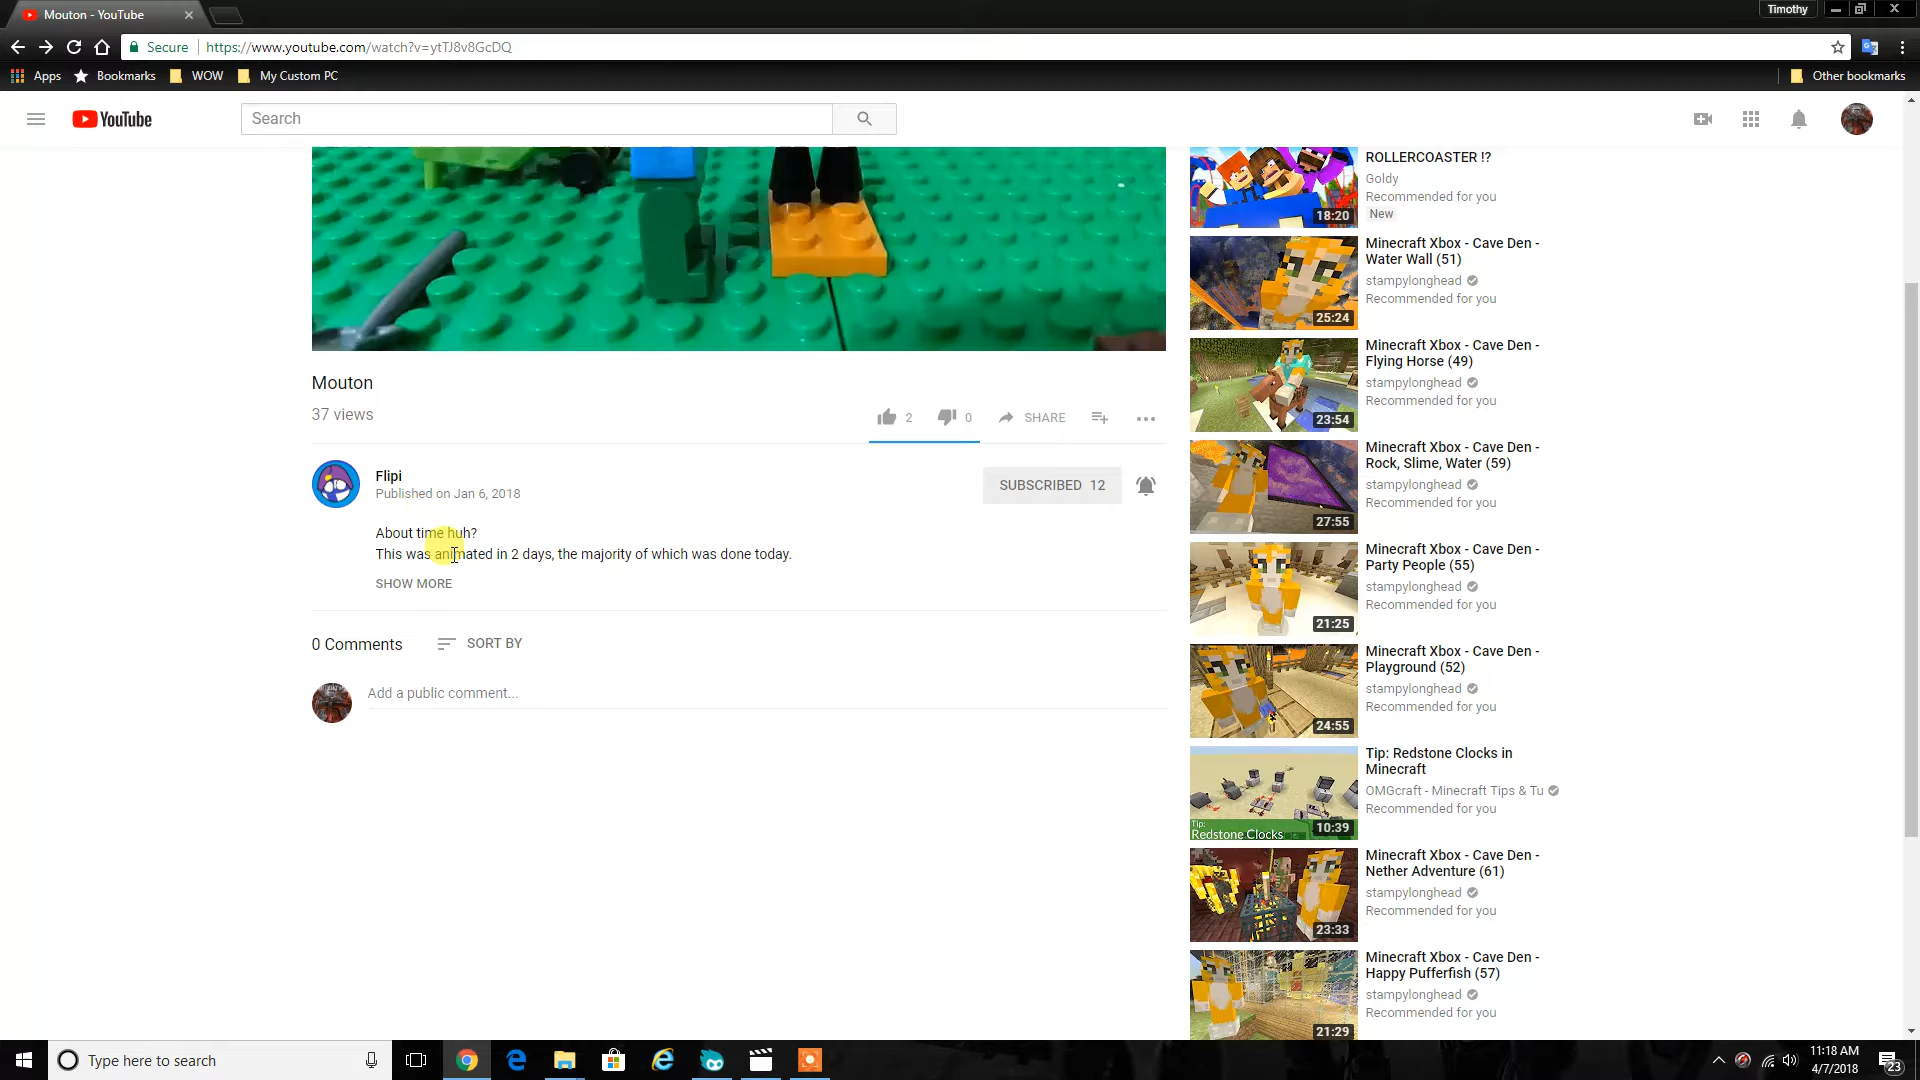 Mouton - YouTube
Timothy
Secure
https://www.youtube.com/watch?v=ytTJ8v8GcDQ
Apps
Bookmarks
WOW
My Custom PC
Other bookmarks
YouTube
Search
Mouton
37 views
2
0
SHARE
Flipi
Published on Jan 6, 2018
SUBSCRIBED 12
About time huh?
This was animated in 2 days, the majority of which was done today.
SHOW MORE
0 Comments
SORT BY
Add a public comment...
ROLLERCOASTER !?
Goldy
Recommended for you
New
18:20
Minecraft Xbox - Cave Den -
Water Wall (51)
stampylonghead
Recommended for you
25:24
Minecraft Xbox - Cave Den -
Flying Horse (49)
stampylonghead
Recommended for you
23:54
Minecraft Xbox - Cave Den -
Rock, Slime, Water (59)
stampylonghead
Recommended for you
27:55
Minecraft Xbox - Cave Den -
Party People (55)
stampylonghead
Recommended for you
21:25
Minecraft Xbox - Cave Den -
Playground (52)
stampylonghead
Recommended for you
24:55
Tip: Redstone Clocks in
Minecraft
OMGcraft - Minecraft Tips & Tu
Recommended for you
Tip:
Redstone Clocks
10:39
Minecraft Xbox - Cave Den -
Nether Adventure (61)
stampylonghead
Recommended for you
23:33
Minecraft Xbox - Cave Den -
Happy Pufferfish (57)
stampylonghead
Recommended for you
21:29
Type here to search
11:18 AM
4/7/2018
23